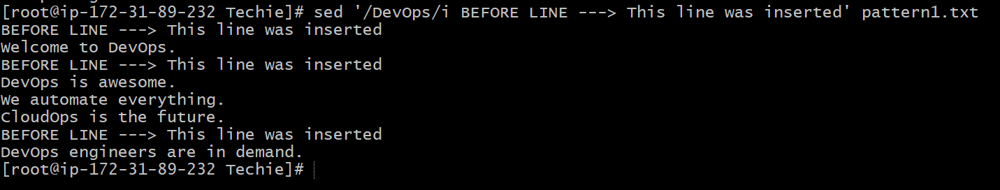 [root@ip-172-31-89-232 Techie]# sed '/DevOps/i BEFORE LINE ---> This line was inserted' pattern1.txt
BEFORE LINE ---> This line was inserted
Welcome to DevOps.
BEFORE LINE ---> This line was inserted
DevOps is awesome.
We automate everything.
CloudOps is the future.
BEFORE LINE ---> This line was inserted
DevOps engineers are in demand.
[root@ip-172-31-89-232 Techie]#